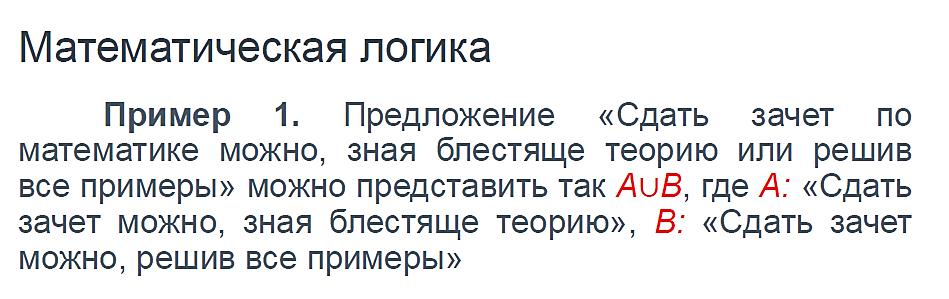 Математическая логика
Пример 1. Предложение «Сдать зачет по
математике можно, зная блестяще теорию или решив
все примеры» можно представить так A∪B, где A: «Сдать
зачет можно, зная блестяще теорию», B: «Сдать зачет
можно, решив все примеры»